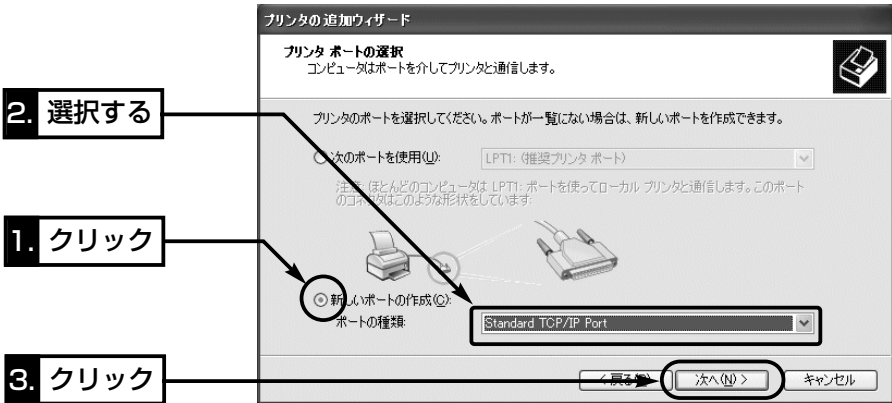 プリンタの追加ウィザード
プリンタ ポートの選択
コンピュータはポートを介してプリンタと通信します。
2. 選択する
プリンタのポートを選択してください。ポートが一覧にない場合は、新しいポートを作成できます。
次のポートを使用(U):
LPT1: (推奨プリンタ ポート)
注意: ほとんどのコンピュータは LPT1: ポートを使ってローカル プリンタと通信します。このポート
のコネクタはこのような形状をしています:
1. クリック
新しいポートの作成(C):
ポートの種類:
Standard TCP/IP Port
3. クリック
< 戻る(B)
次へ(N) >
キャンセル